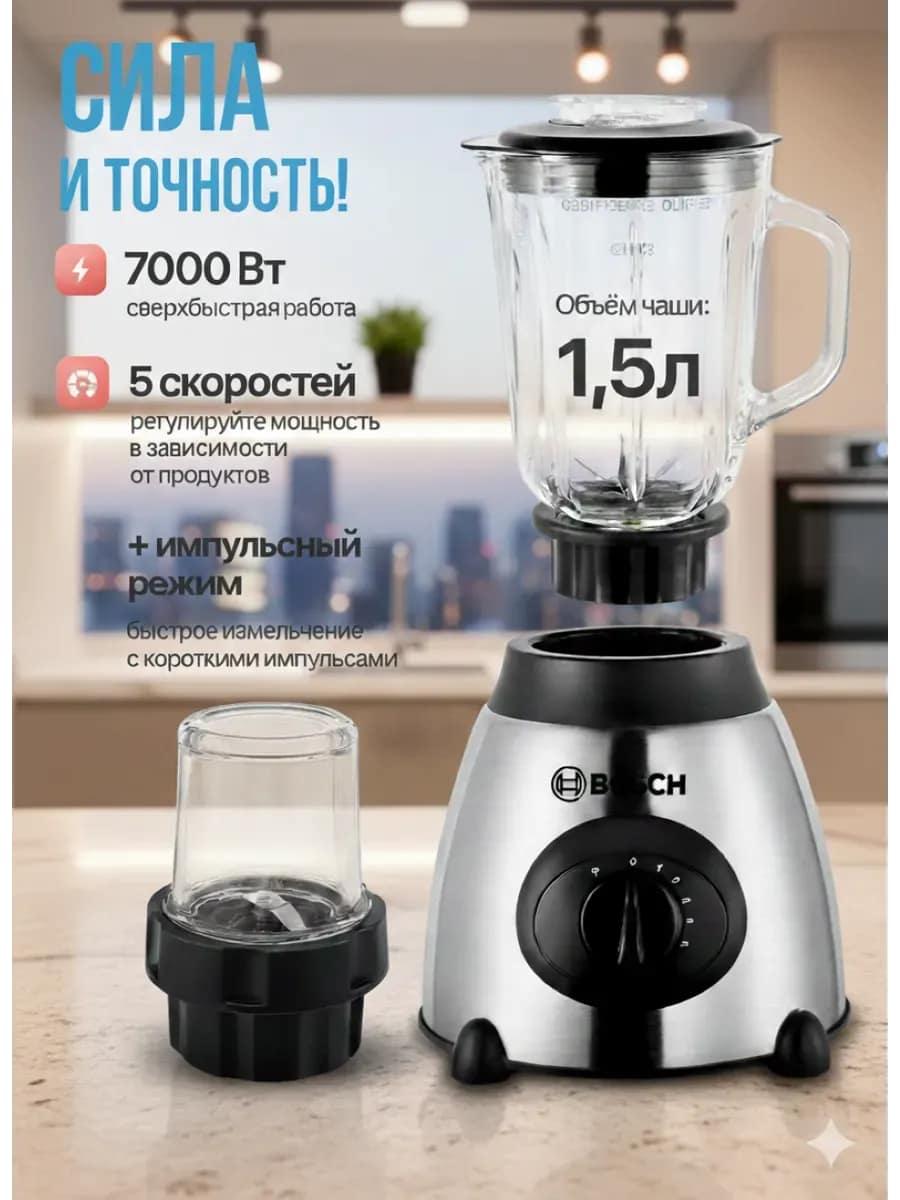 СИЛА
И ТОЧНОСТЬ!
7000 Вт
сверхбыстрая работа
5 скоростей
регулируйте мощность
в зависимости
от продуктов
+ импульсный
режим
быстрое измельчение
с короткими импульсами
Объём чаши:
1,5л
BOSCH